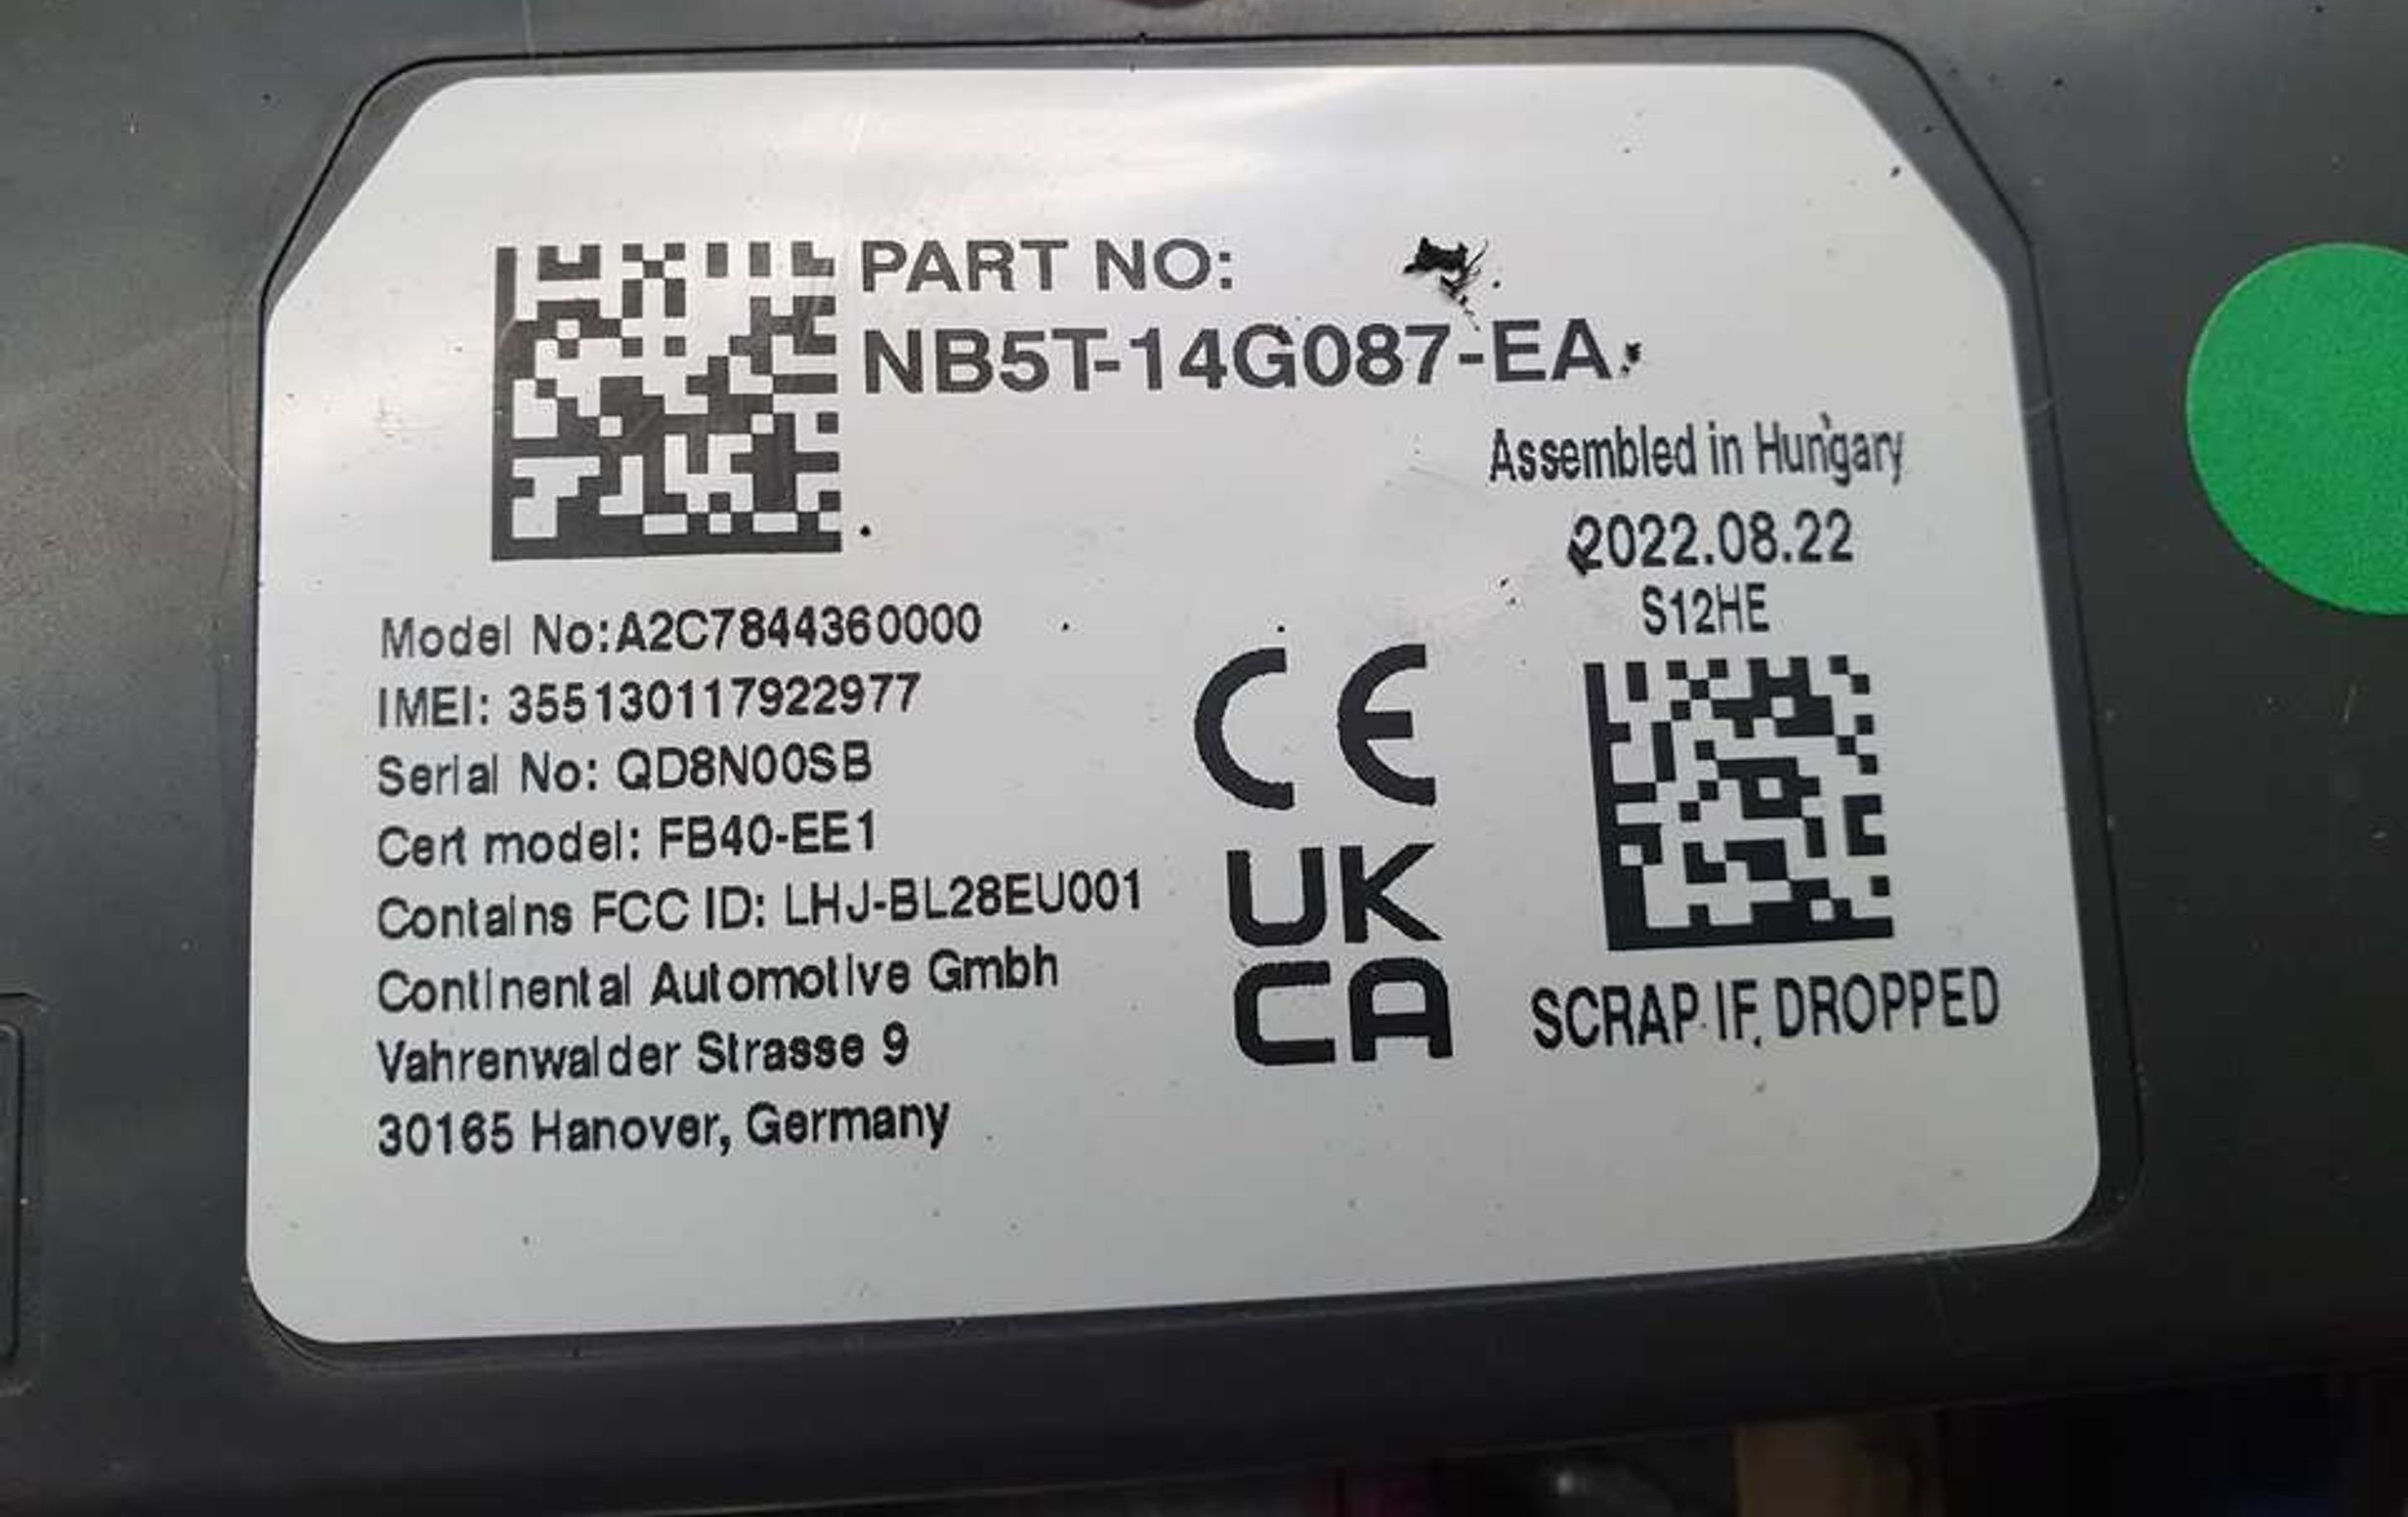 PART NO:
NB5T-14G087-EA
Assembled in Hungary
2022.08.22
S12HE
Model No:A2C7844360000
IMEI: 355130117922977
Serial No: QD8N00SB
Cert model: FB40-EE1
Contains FCC ID: LHJ-BL28EU001
Continental Automotive Gmbh
Vahrenwalder Strasse 9
30165 Hanover, Germany
CE
UK
CA
SCRAP IF DROPPED